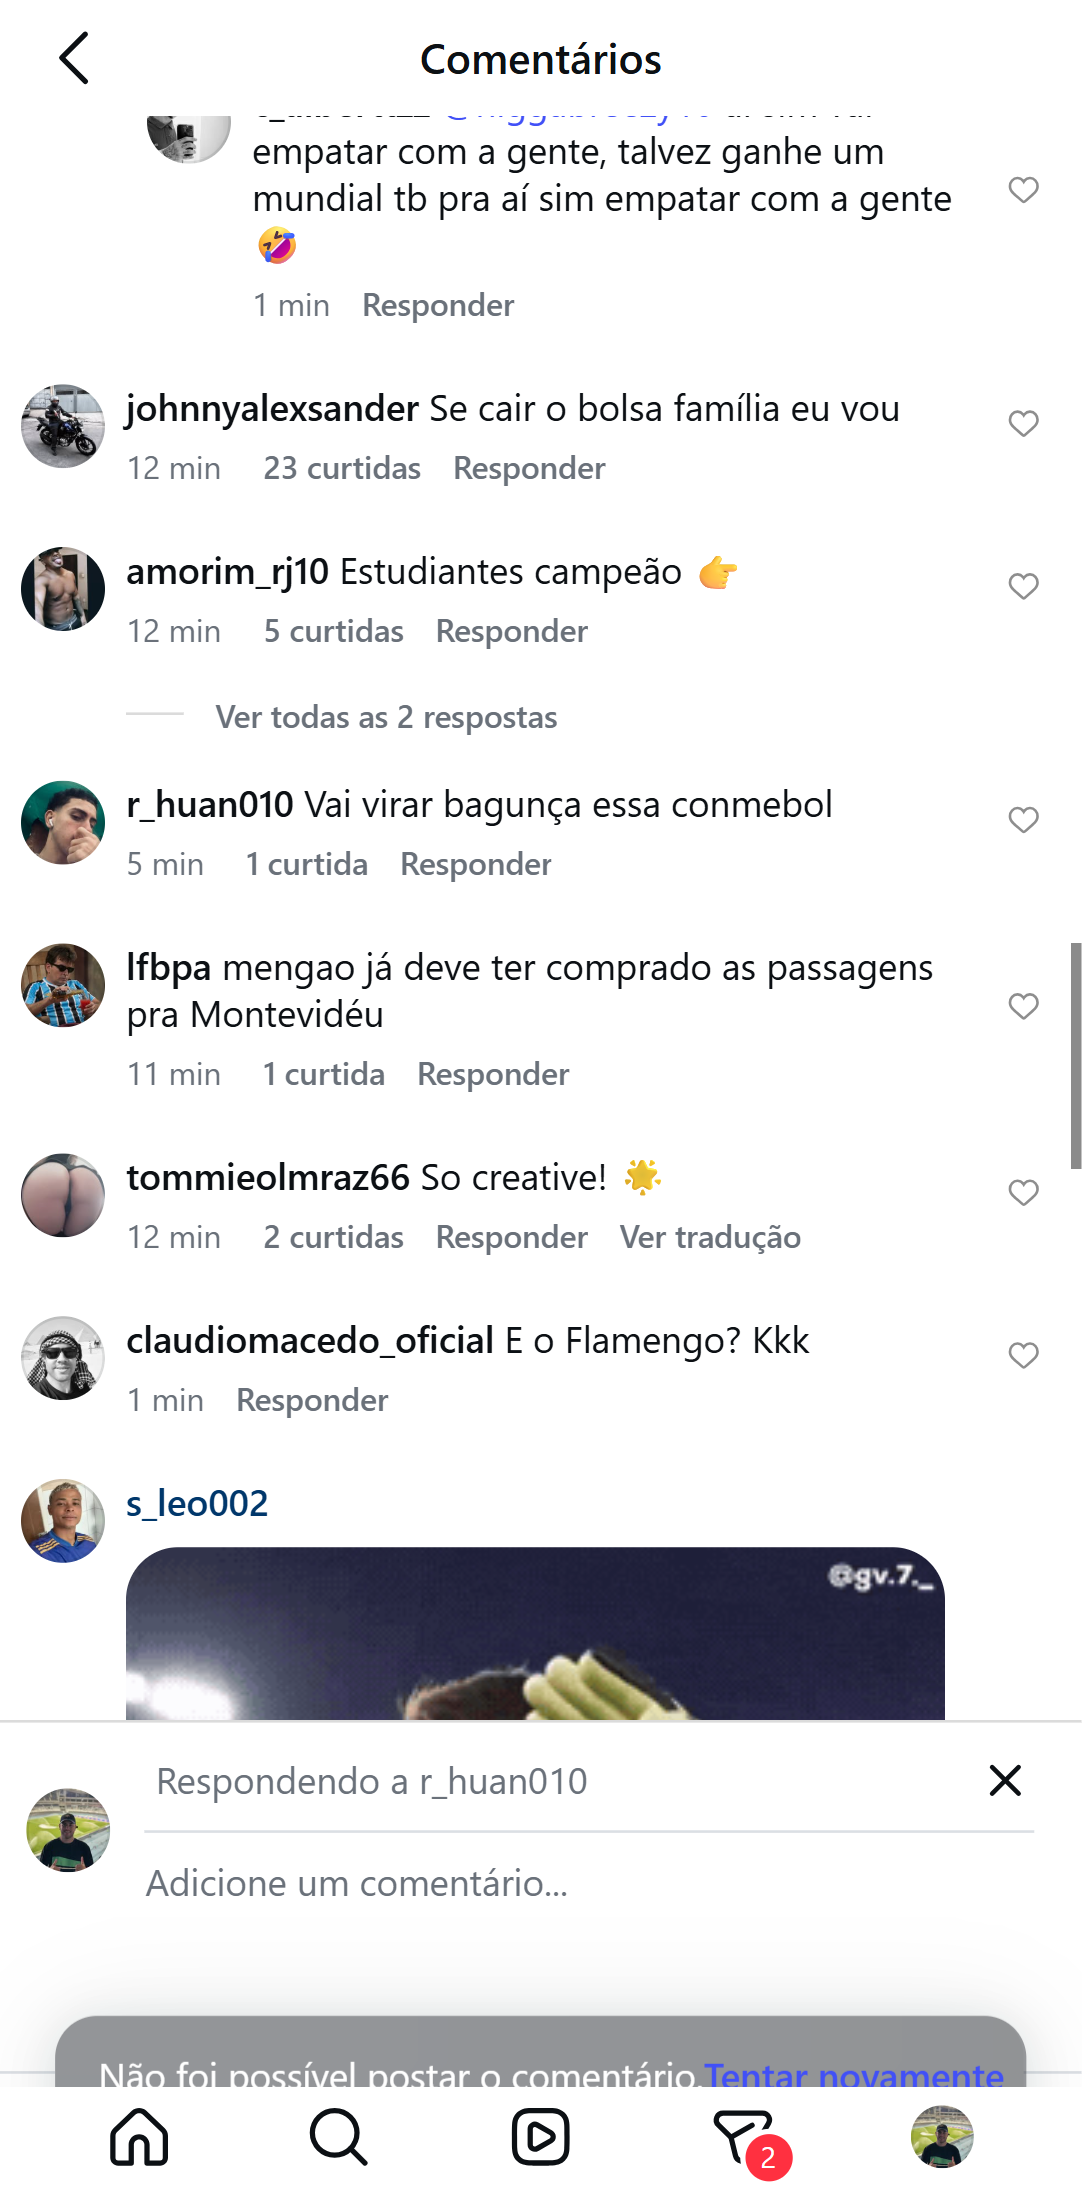 Comentários
empatar com a gente, talvez ganhe um
mundial tb pra aí sim empatar com a gente
🤣
1 min Responder
johnnyalexsander Se cair o bolsa família eu vou
12 min 23 curtidas Responder
amorim_rj10 Estudiantes campeão 👉
12 min 5 curtidas Responder
Ver todas as 2 respostas
r_huan010 Vai virar bagunça essa conmebol
5 min 1 curtida Responder
lfbpa mengao já deve ter comprado as passagens
pra Montevidéu
11 min 1 curtida Responder
tommieolmraz66 So creative! 🌟
12 min 2 curtidas Responder Ver tradução
claudiomacedo_oficial E o Flamengo? Kkk
1 min Responder
s_leo002
@gv.7._
Respondendo a r_huan010
Adicione um comentário...
Não foi possível postar o comentário. Tentar novamente
2